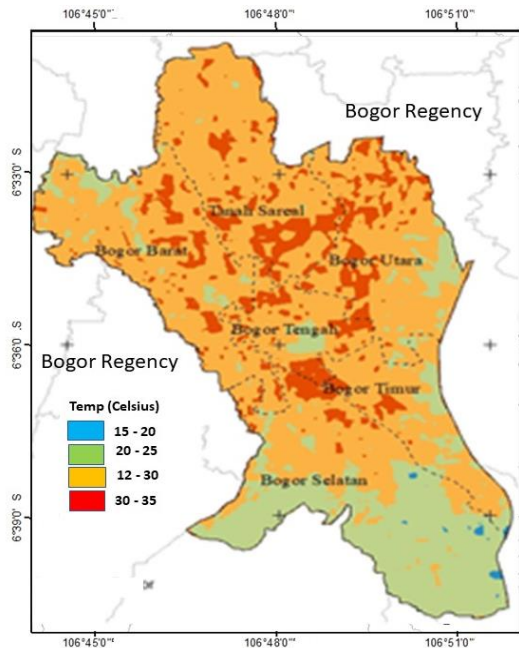 106°45'0" 106°48'0" 106°51'0"
Bogor Regency
6°33'0" S
Tanah Sareal
Bogor Barat
Bogor Utara
Bogor Tengah
6°36'0" S
Bogor Regency
Bogor Timur
Temp (Celsius)
15 - 20
20 - 25
12 - 30
30 - 35
Bogor Selatan
6°39'0" S
106°45'0" 106°48'0" 106°51'0"